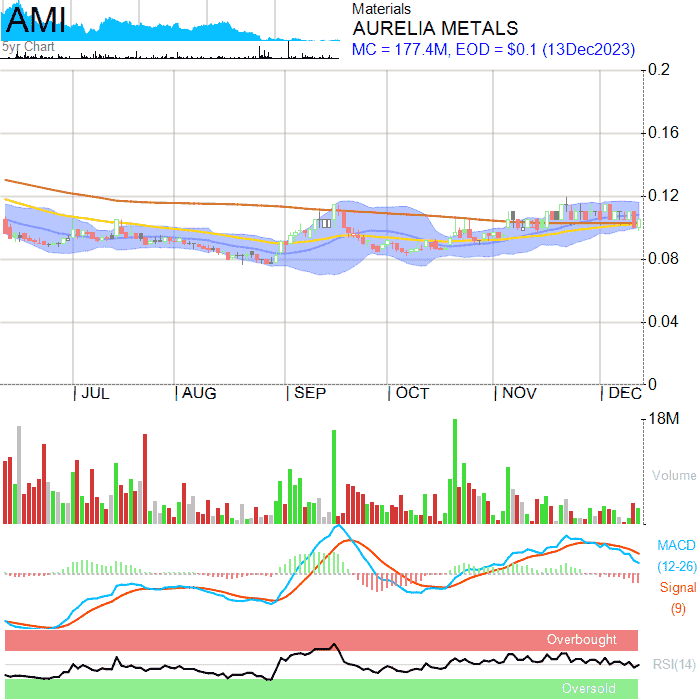 AMI
5yr Chart
Materials
AURELIA METALS
MC = 177.4M, EOD = $0.1 (13Dec2023)
0.2
0.16
0.12
0.08
0.04
0
JUL
AUG
SEP
OCT
NOV
DEC
18M
Volume
MACD
(12-26)
Signal
(9)
Overbought
RSI(14)
Oversold